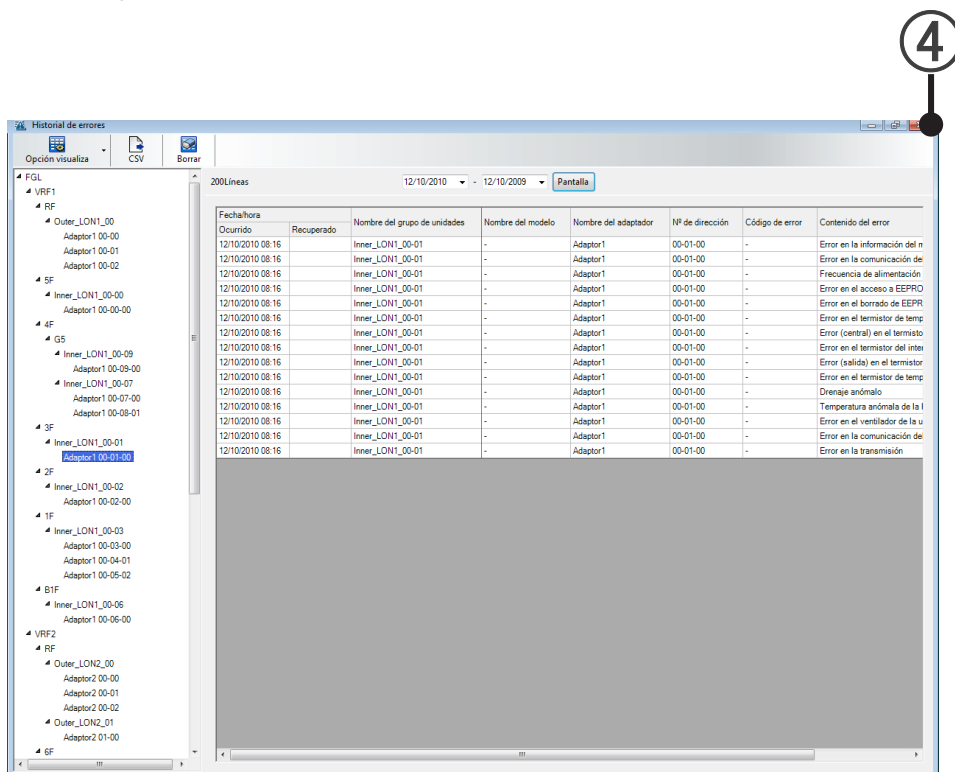 4
Historial de errores
Opción visualiza CSV Borrar
FGL
VRF1
RF
Outer_LON1_00
Adaptor1 00-00
Adaptor1 00-01
Adaptor1 00-02
5F
Inner_LON1_00-00
Adaptor1 00-00-00
4F
G5
Inner_LON1_00-09
Adaptor1 00-09-00
Inner_LON1_00-07
Adaptor1 00-07-00
Adaptor1 00-08-01
3F
Inner_LON1_00-01
Adaptor1 00-01-00
2F
Inner_LON1_00-02
Adaptor1 00-02-00
1F
Inner_LON1_00-03
Adaptor1 00-03-00
Adaptor1 00-04-01
Adaptor1 00-05-02
B1F
Inner_LON1_00-06
Adaptor1 00-06-00
VRF2
RF
Outer_LON2_00
Adaptor2 00-00
Adaptor2 00-01
Adaptor2 00-02
Outer_LON2_01
Adaptor2 01-00
6F
200Líneas 12/10/2010 - 12/10/2009 Pantalla
Fecha/hora
Ocurrido Recuperado Nombre del grupo de unidades Nombre del modelo Nombre del adaptador Nº de dirección Código de error Contenido del error
12/10/2010 08:16 Inner_LON1_00-01 - Adaptor1 00-01-00 - Error en la información del m
12/10/2010 08:16 Inner_LON1_00-01 - Adaptor1 00-01-00 - Error en la comunicación del
12/10/2010 08:16 Inner_LON1_00-01 - Adaptor1 00-01-00 - Frecuencia de alimentación
12/10/2010 08:16 Inner_LON1_00-01 - Adaptor1 00-01-00 - Error en el acceso a EEPRO
12/10/2010 08:16 Inner_LON1_00-01 - Adaptor1 00-01-00 - Error en el borrado de EEPR
12/10/2010 08:16 Inner_LON1_00-01 - Adaptor1 00-01-00 - Error en el termistor de temp
12/10/2010 08:16 Inner_LON1_00-01 - Adaptor1 00-01-00 - Error (central) en el termisto
12/10/2010 08:16 Inner_LON1_00-01 - Adaptor1 00-01-00 - Error en el termistor del inter
12/10/2010 08:16 Inner_LON1_00-01 - Adaptor1 00-01-00 - Error (salida) en el termistor
12/10/2010 08:16 Inner_LON1_00-01 - Adaptor1 00-01-00 - Error en el termistor de temp
12/10/2010 08:16 Inner_LON1_00-01 - Adaptor1 00-01-00 - Drenaje anómalo
12/10/2010 08:16 Inner_LON1_00-01 - Adaptor1 00-01-00 - Temperatura anómala de la
12/10/2010 08:16 Inner_LON1_00-01 - Adaptor1 00-01-00 - Error en el ventilador de la u
12/10/2010 08:16 Inner_LON1_00-01 - Adaptor1 00-01-00 - Error en la comunicación del
12/10/2010 08:16 Inner_LON1_00-01 - Adaptor1 00-01-00 - Error en la transmisión